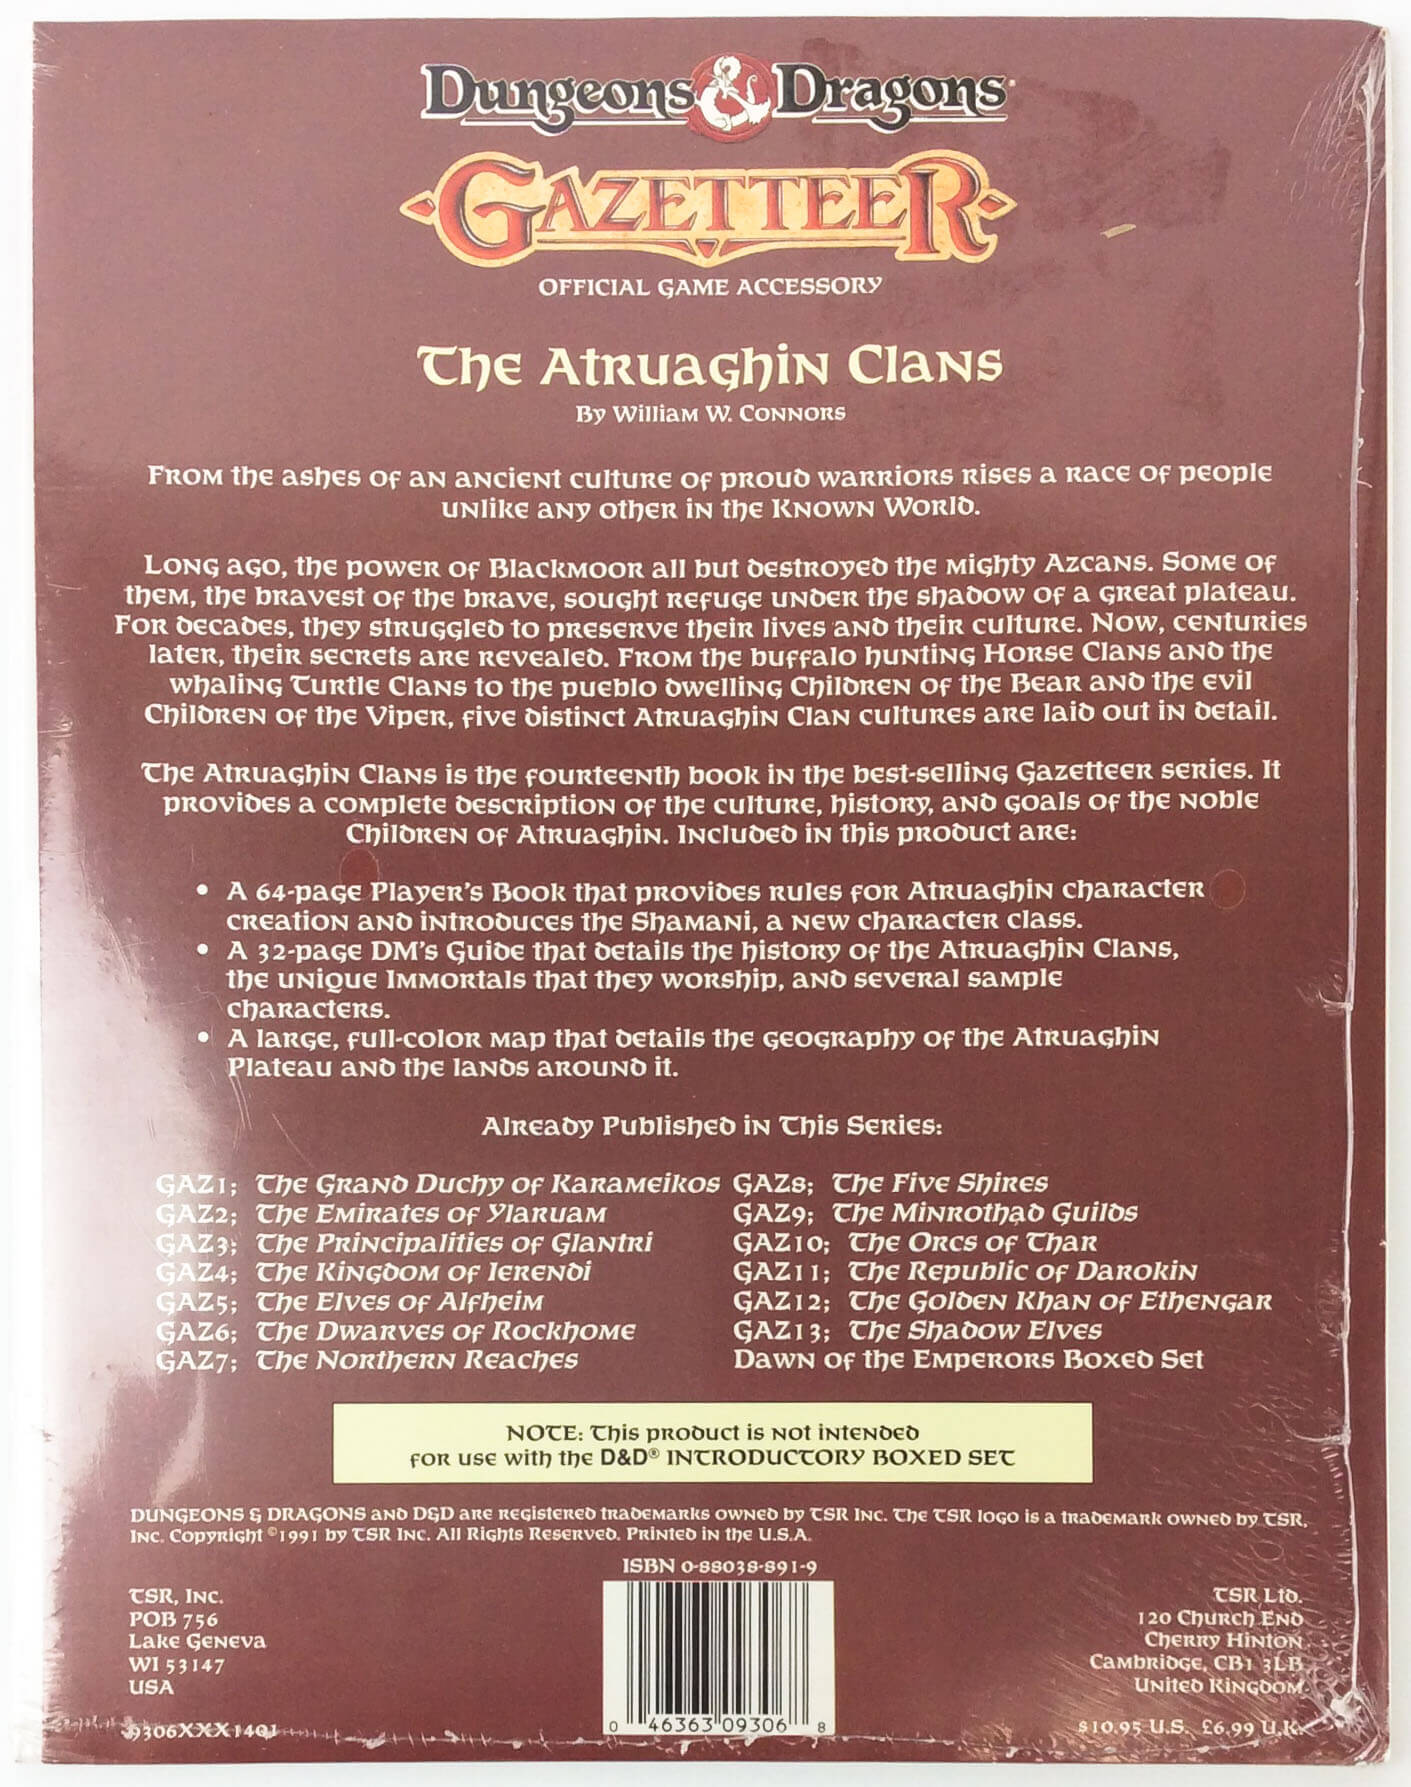 Dungeons & Dragons®
GAZETTEER
OFFICIAL GAME ACCESSORY
The Atruaghin Clans
By William W. Connors
From the ashes of an ancient culture of proud warriors rises a race of people
unlike any other in the Known World.
Long ago, the power of Blackmoor all but destroyed the mighty Azcans. Some of
them, the bravest of the brave, sought refuge under the shadow of a great plateau.
For decades, they struggled to preserve their lives and their culture. Now, centuries
later, their secrets are revealed. From the buffalo hunting Horse Clans and the
whaling Turtle Clans to the pueblo dwelling Children of the Bear and the evil
Children of the Viper, five distinct Atruaghin Clan cultures are laid out in detail.
The Atruaghin Clans is the fourteenth book in the best-selling Gazetteer series. It
provides a complete description of the culture, history, and goals of the noble
Children of Atruaghin. Included in this product are:
• A 64-page Player's Book that provides rules for Atruaghin character
creation and introduces the Shamani, a new character class.
• A 32-page DM's Guide that details the history of the Atruaghin Clans,
the unique Immortals that they worship, and several sample
characters.
• A large, full-color map that details the geography of the Atruaghin
Plateau and the lands around it.
Already Published in This Series:
GAZ1; The Grand Duchy of Karameikos
GAZ2; The Emirates of Ylaruam
GAZ3; The Principalities of Glantri
GAZ4; The Kingdom of Ierendi
GAZ5; The Elves of Alfheim
GAZ6; The Dwarves of Rockhome
GAZ7; The Northern Reaches
GAZ8; The Five Shires
GAZ9; The Minrothad Guilds
GAZ10; The Orcs of Thar
GAZ11; The Republic of Darokin
GAZ12; The Golden Khan of Ethengar
GAZ13; The Shadow Elves
Dawn of the Emperors Boxed Set
NOTE: This product is not intended
for use with the D&D® INTRODUCTORY BOXED SET
DUNGEONS & DRAGONS and D&D are registered trademarks owned by TSR Inc. The TSR logo is a trademark owned by TSR,
Inc. Copyright ©1991 by TSR Inc. All Rights Reserved. Printed in the U.S.A.
ISBN 0-88038-891-9
TSR, Inc.
POB 756
Lake Geneva
WI 53147
USA
9306XXX1401
0 46363 09306 8
TSR Ltd.
120 Church End
Cherry Hinton
Cambridge, CB1 3LB
United Kingdom
$10.95 U.S. £6.99 U.K.